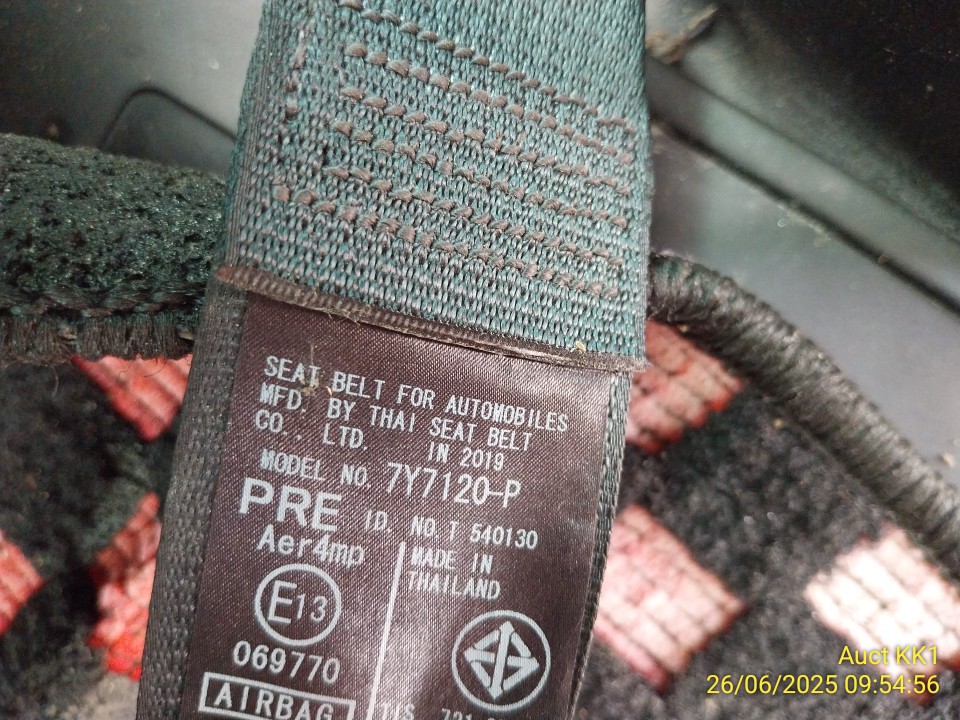 SEAT BELT FOR AUTOMOBILES
MFD. BY THAI SEAT BELT
CO., LTD. IN 2019
MODEL NO. 7Y7120-P
PRE ID. NO. T 540130
Aer4mp
MADE IN
THAILAND
E13
069770
AIRBAG
Auct KK1
26/06/2025 09:54:56